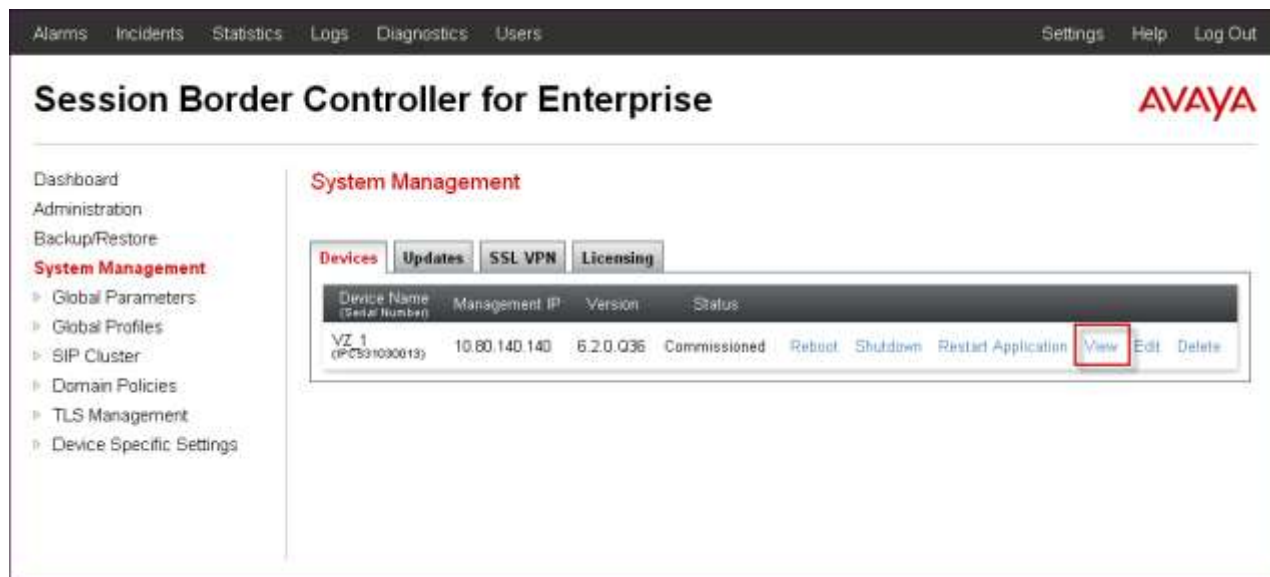 Alarms Incidents Statistics Logs Diagnostics Users Settings Help Log Out
Session Border Controller for Enterprise AVAYA
Dashboard
Administration
Backup/Restore
System Management
Global Parameters
Global Profiles
SIP Cluster
Domain Policies
TLS Management
Device Specific Settings
System Management
Devices Updates SSL VPN Licensing
Device Name Management IP Version Status
(Serial Number)
VZ_1 10.80.140.140 6.2.0.Q36 Commissioned Reboot Shutdown Restart Application View Edit Delete
(IPCS31030013)